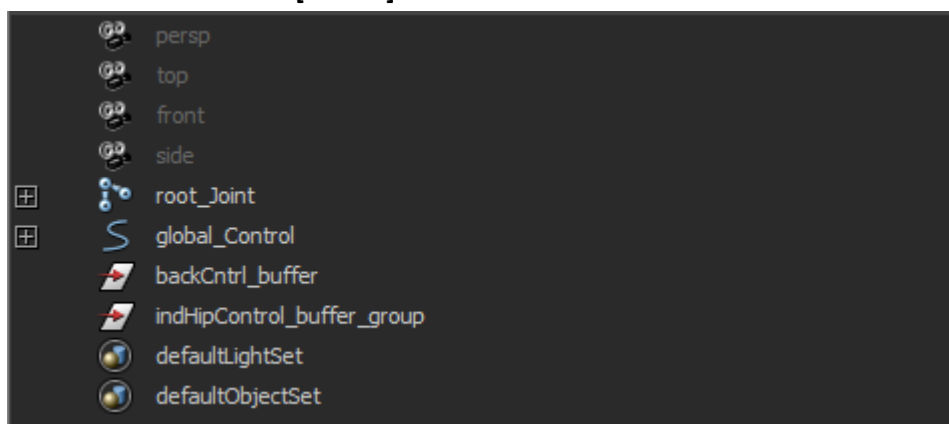 persp
top
front
side
root_Joint
global_Control
backCntrl_buffer
indHipControl_buffer_group
defaultLightSet
defaultObjectSet